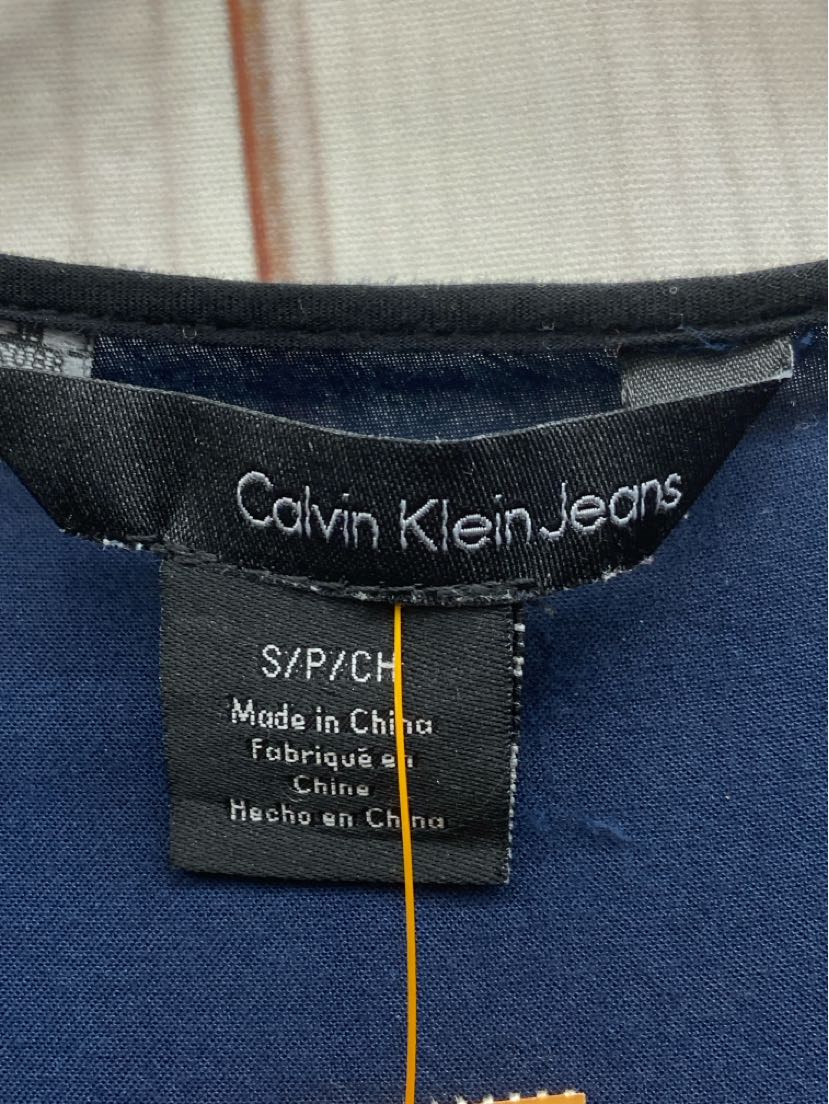 Calvin Klein Jeans
S/P/CH
Made in China
Fabriqué en
Chine
Hecho en China